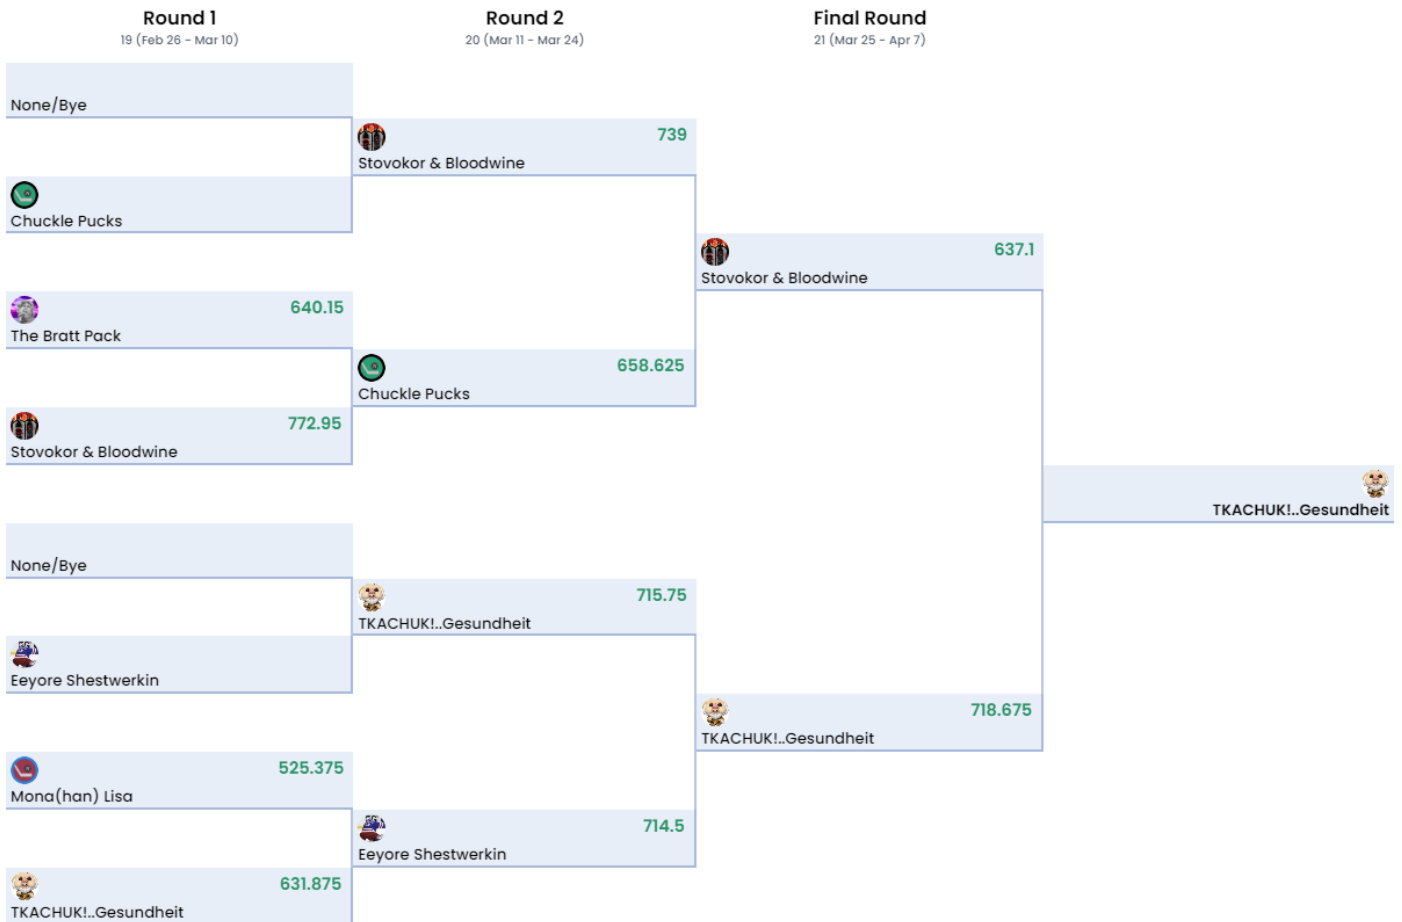 Round 1
19 (Feb 26 - Mar 10)
Round 2
20 (Mar 11 - Mar 24)
Final Round
21 (Mar 25 - Apr 7)
None/Bye
Chuckle Pucks
640.15
The Bratt Pack
772.95
Stovokor & Bloodwine
None/Bye
Eeyore Shestwerkin
525.375
Mona(han) Lisa
631.875
TKACHUK!..Gesundheit
739
Stovokor & Bloodwine
658.625
Chuckle Pucks
715.75
TKACHUK!..Gesundheit
714.5
Eeyore Shestwerkin
637.1
Stovokor & Bloodwine
718.675
TKACHUK!..Gesundheit
TKACHUK!..Gesundheit